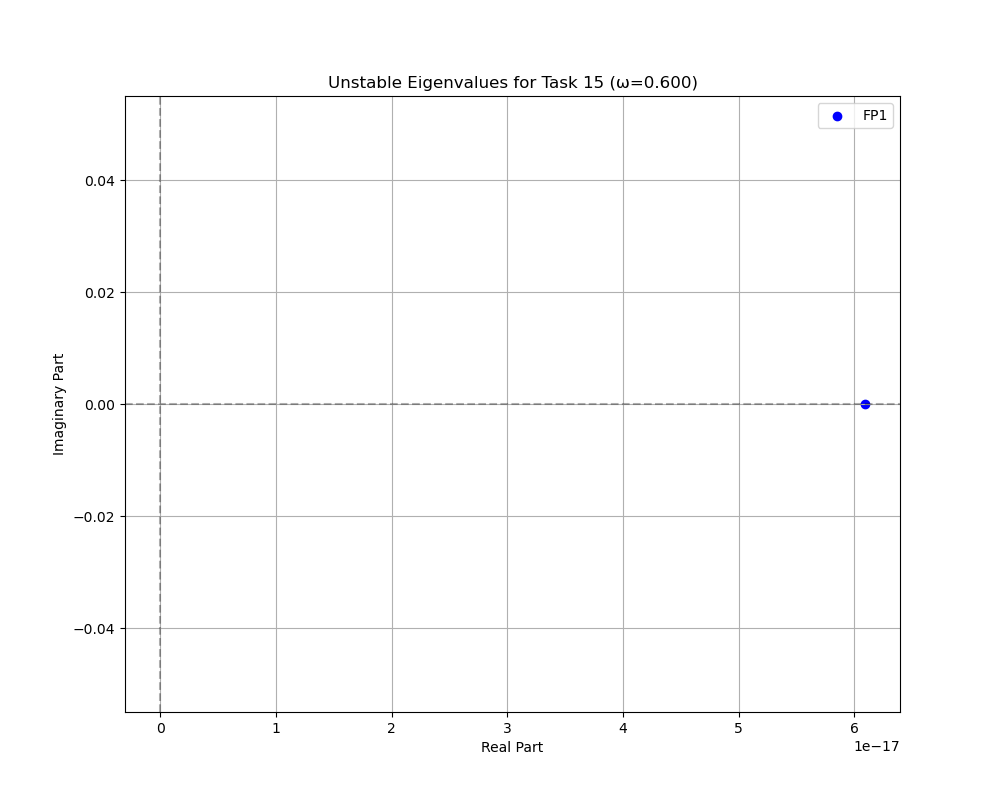 Unstable Eigenvalues for Task 15 (ω=0.600)
FP1
0.04
0.02
0.00
−0.02
−0.04
Imaginary Part
0 1 2 3 4 5 6
1e−17
Real Part